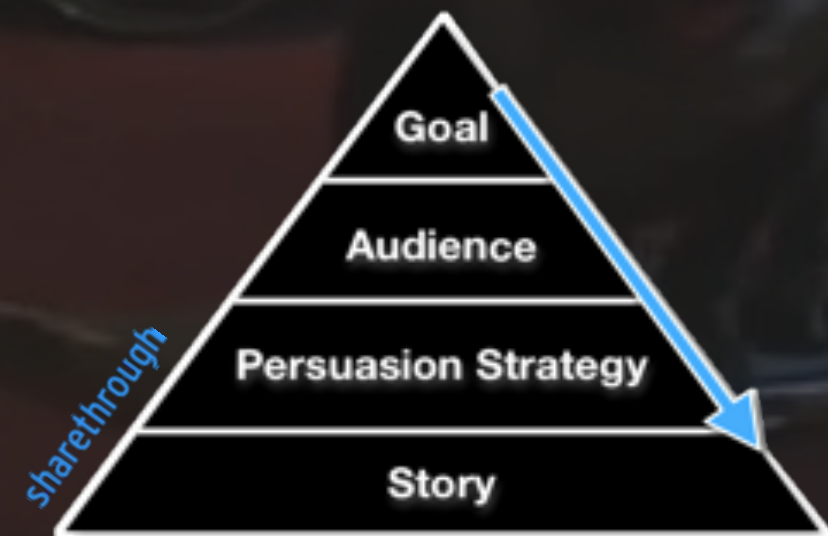 Goal
Audience
Persuasion Strategy
Story
sharethrough